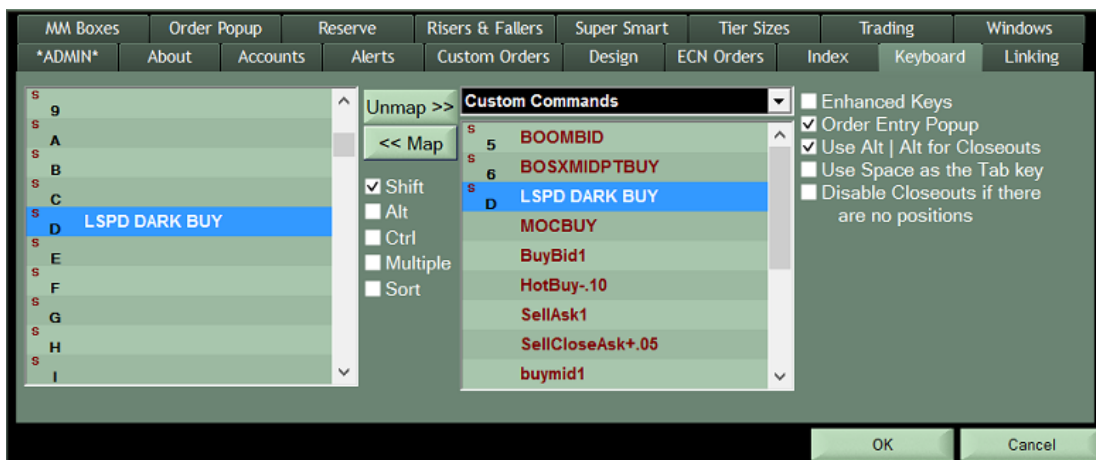 MM Boxes Order Popup Reserve Risers & Fallers Super Smart Tier Sizes Trading Windows
*ADMIN* About Accounts Alerts Custom Orders Design ECN Orders Index Keyboard Linking
S 9
S A
S B
S C
S D LSPD DARK BUY
S E
S F
S G
S H
S I
Unmap >>
<< Map
Shift
Alt
Ctrl
Multiple
Sort
Custom Commands
S 5 BOOMBID
S 6 BOSXMIDPTBUY
S D LSPD DARK BUY
MOCBUY
BuyBid1
HotBuy-.10
SellAsk1
SellCloseAsk+.05
buymid1
Enhanced Keys
Order Entry Popup
Use Alt | Alt for Closeouts
Use Space as the Tab key
Disable Closeouts if there
are no positions
OK Cancel